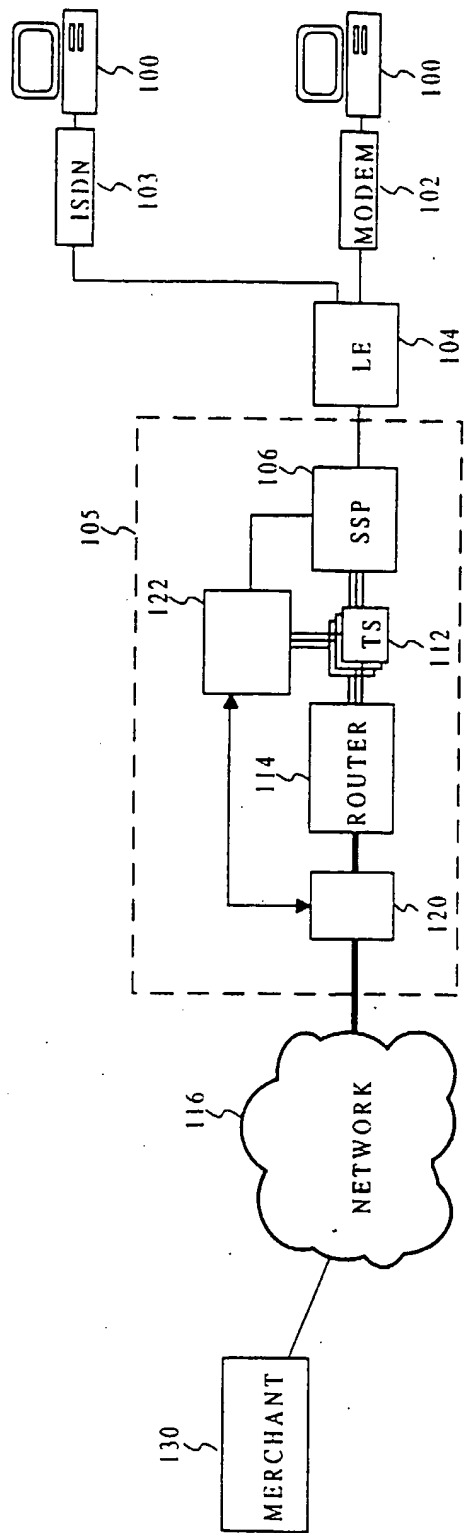 100
ISDN
103
100
MODEM
102
LE
104
105
106
SSP
122
TS
112
114
ROUTER
120
116
NETWORK
130
MERCHANT